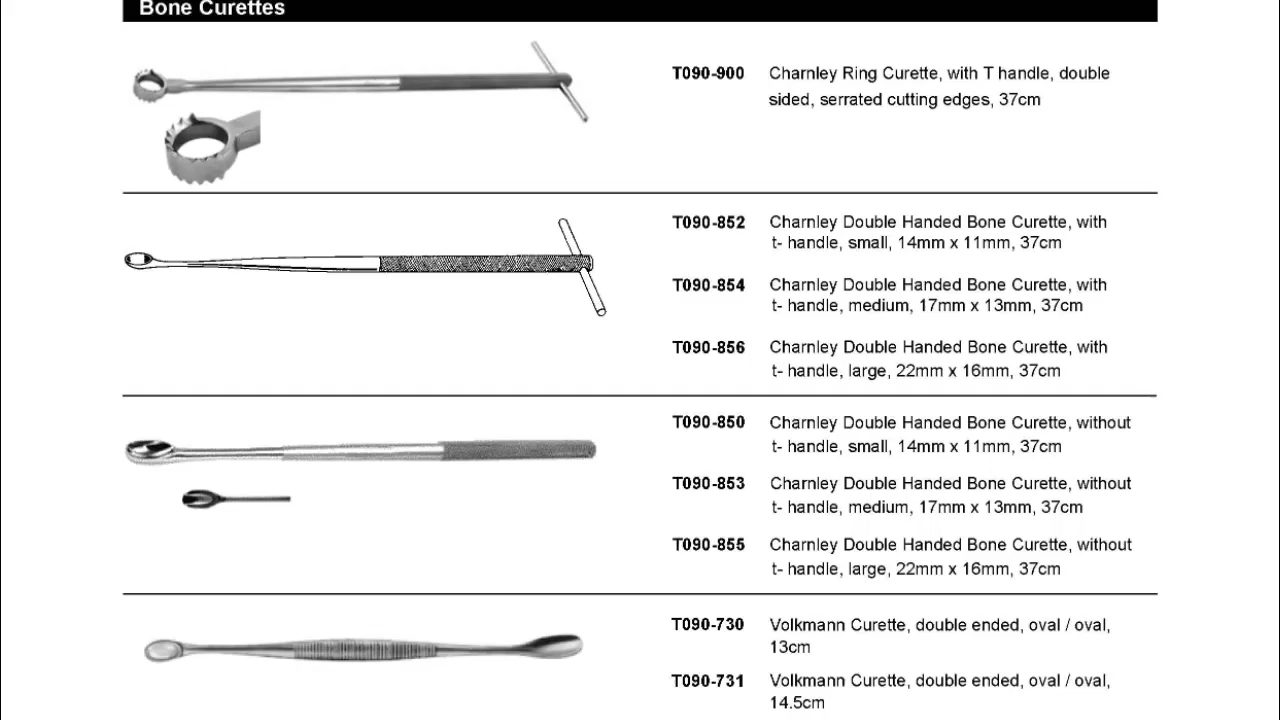 Bone Curettes
T090-900 Charnley Ring Curette, with T handle, double
sided, serrated cutting edges, 37cm
T090-852 Charnley Double Handed Bone Curette, with
t- handle, small, 14mm x 11mm, 37cm
T090-854 Charnley Double Handed Bone Curette, with
t- handle, medium, 17mm x 13mm, 37cm
T090-856 Charnley Double Handed Bone Curette, with
t- handle, large, 22mm x 16mm, 37cm
T090-850 Charnley Double Handed Bone Curette, without
t- handle, small, 14mm x 11mm, 37cm
T090-853 Charnley Double Handed Bone Curette, without
t- handle, medium, 17mm x 13mm, 37cm
T090-855 Charnley Double Handed Bone Curette, without
t- handle, large, 22mm x 16mm, 37cm
T090-730 Volkmann Curette, double ended, oval / oval,
13cm
T090-731 Volkmann Curette, double ended, oval / oval,
14.5cm